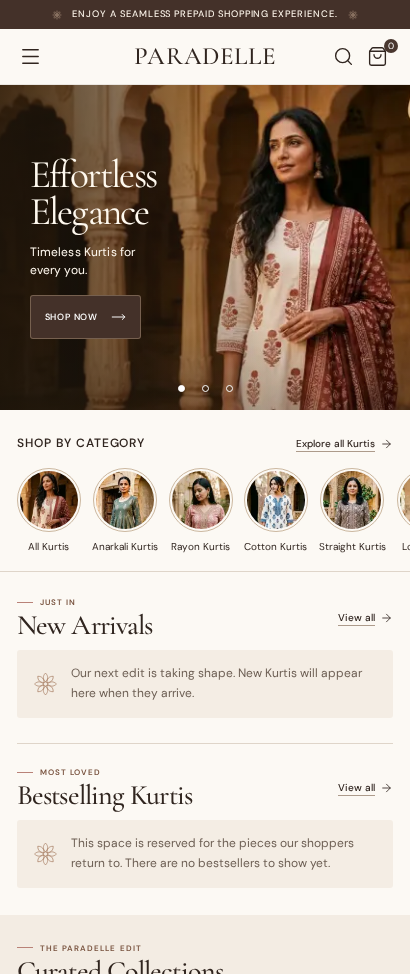 ENJOY A SEAMLESS PREPAID SHOPPING EXPERIENCE.
PARADELLE
0
Effortless
Elegance
Timeless Kurtis for
every you.
SHOP NOW
SHOP BY CATEGORY
Explore all Kurtis
All Kurtis
Anarkali Kurtis
Rayon Kurtis
Cotton Kurtis
Straight Kurtis
JUST IN
New Arrivals
View all
Our next edit is taking shape. New Kurtis will appear
here when they arrive.
MOST LOVED
Bestselling Kurtis
View all
This space is reserved for the pieces our shoppers
return to. There are no bestsellers to show yet.
THE PARADELLE EDIT
Curated Collections